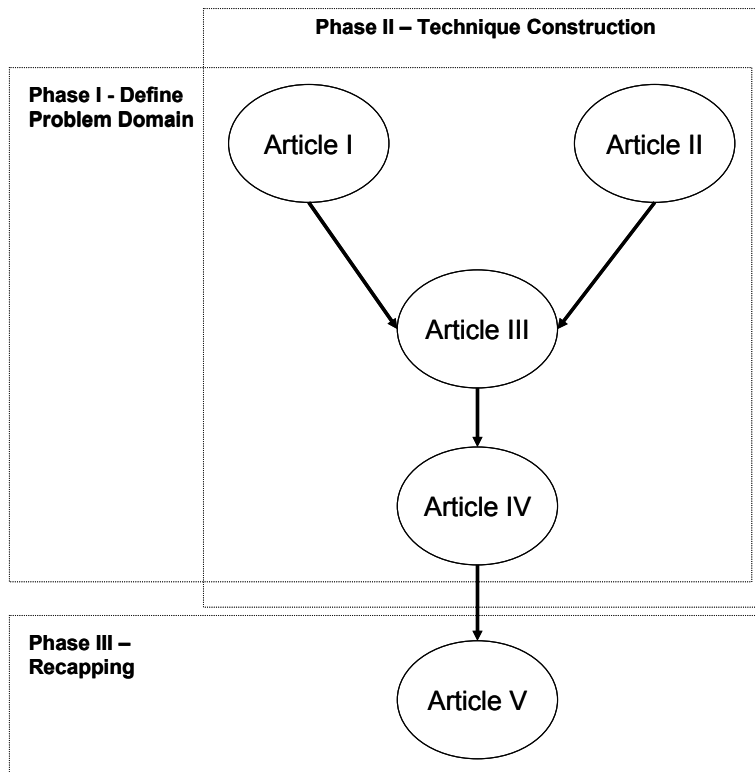 Phase II – Technique Construction
Phase I - Define
Problem Domain
Article I
Article II
Article III
Article IV
Phase III –
Recapping
Article V